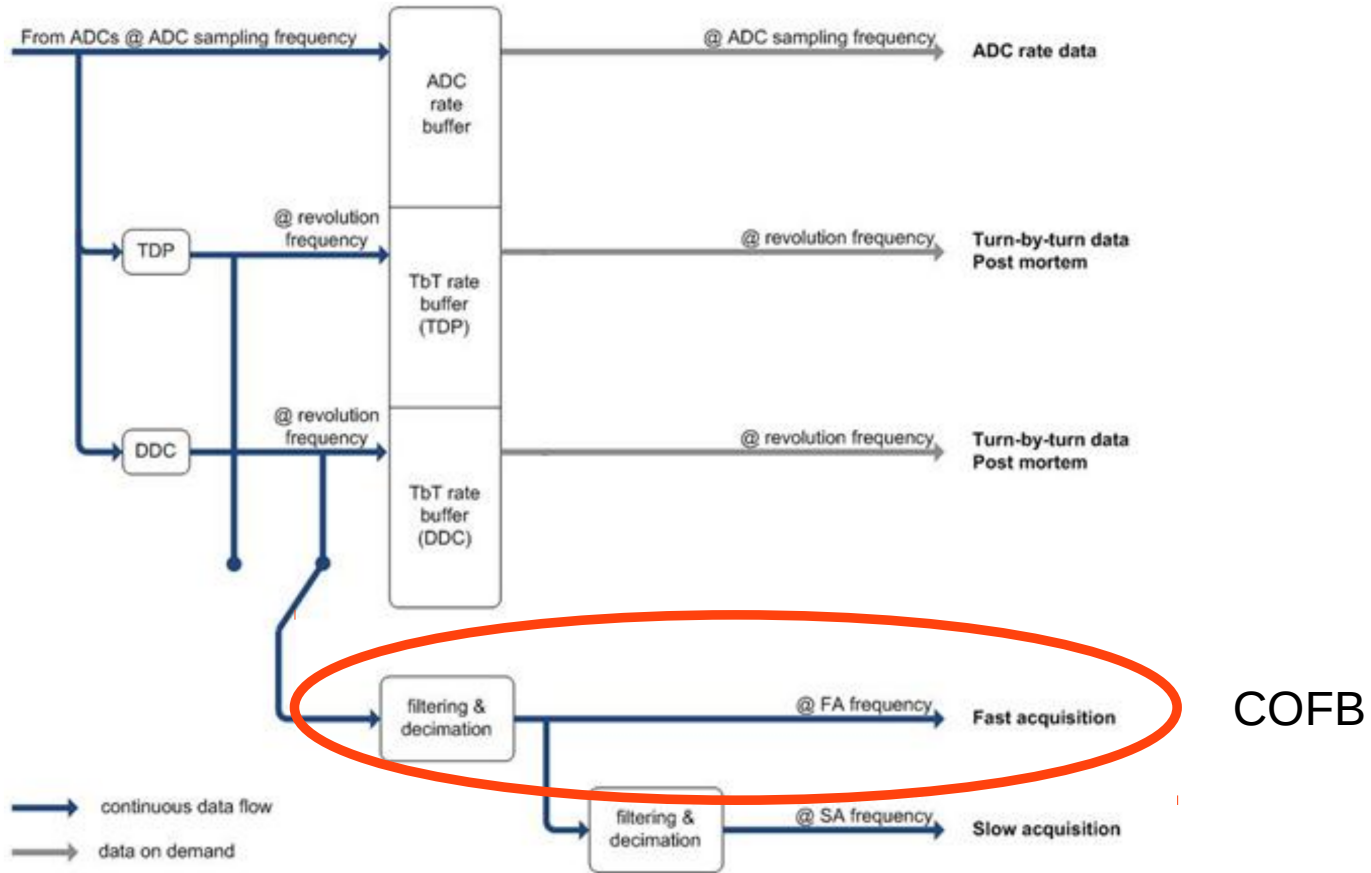 From ADCs @ ADC sampling frequency
@ ADC sampling frequency
ADC rate data
ADC
rate
buffer
@ revolution
frequency
TDP
@ revolution frequency
Turn-by-turn data
Post mortem
TbT rate
buffer
(TDP)
@ revolution
frequency
DDC
@ revolution frequency
Turn-by-turn data
Post mortem
TbT rate
buffer
(DDC)
filtering &
decimation
@ FA frequency
Fast acquisition
COFB
continuous data flow
filtering &
decimation
@ SA frequency
Slow acquisition
data on demand